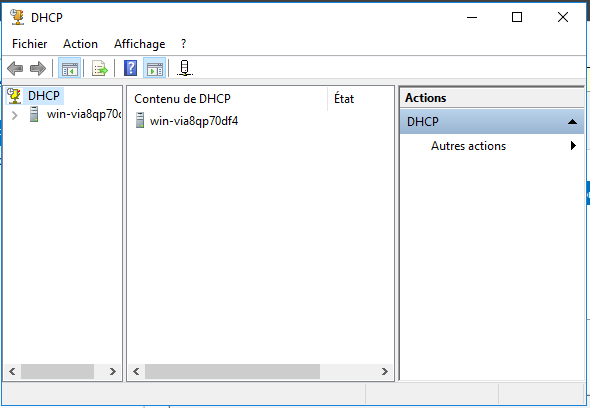 DHCP
Fichier Action Affichage ?
DHCP
win-via8qp70d
Contenu de DHCP État
win-via8qp70df4
Actions
DHCP
Autres actions